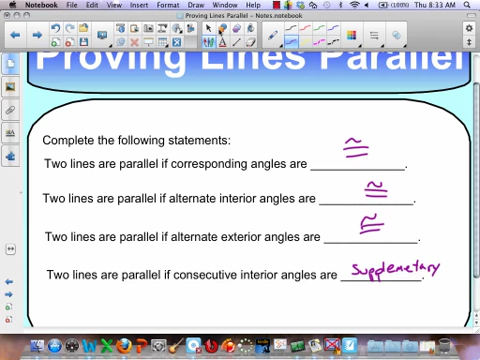 Notebook File Edit View Insert Format Draw Window Help (100%) Thu 8:33 AM
Proving Lines Parallel - Notes.notebook
Proving Lines Parallel
Complete the following statements:
Two lines are parallel if corresponding angles are ≅.
Two lines are parallel if alternate interior angles are ≅.
Two lines are parallel if alternate exterior angles are ≅.
Two lines are parallel if consecutive interior angles are supplemetary.